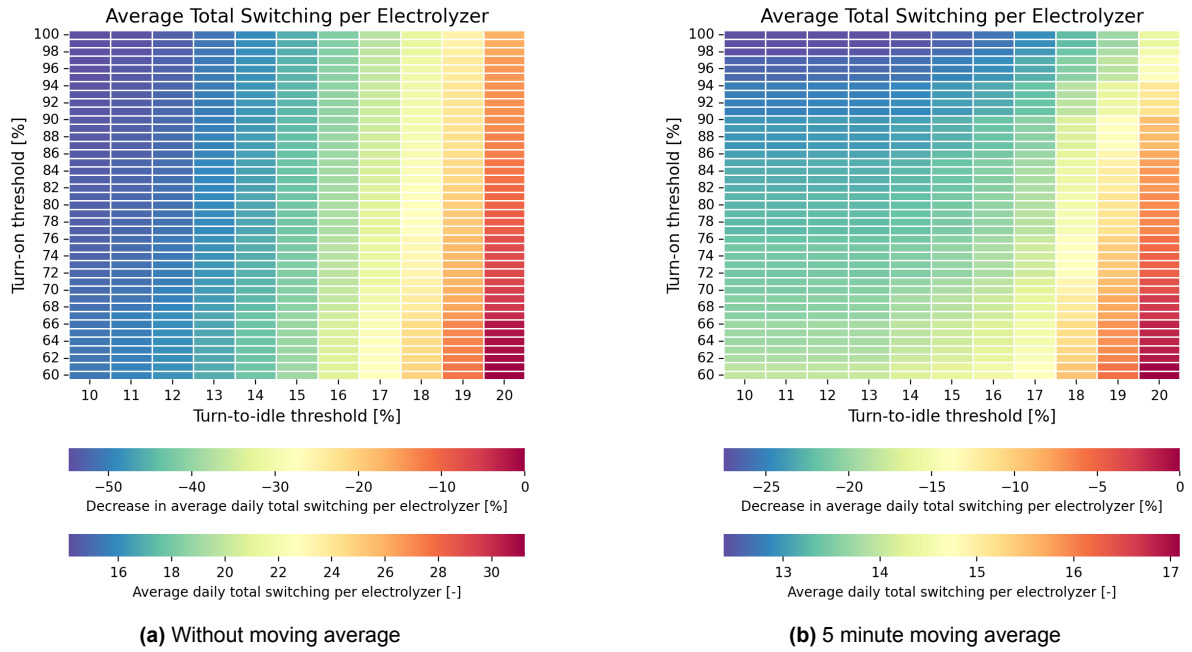 Average Total Switching per Electrolyzer
Turn-on threshold [%]
100
98
96
94
92
90
88
86
84
82
80
78
76
74
72
70
68
66
64
62
60
10 11 12 13 14 15 16 17 18 19 20
Turn-to-idle threshold [%]
−50 −40 −30 −20 −10 0
Decrease in average daily total switching per electrolyzer [%]
16 18 20 22 24 26 28 30
Average daily total switching per electrolyzer [-]
(a) Without moving average
Average Total Switching per Electrolyzer
Turn-on threshold [%]
100
98
96
94
92
90
88
86
84
82
80
78
76
74
72
70
68
66
64
62
60
10 11 12 13 14 15 16 17 18 19 20
Turn-to-idle threshold [%]
−25 −20 −15 −10 −5 0
Decrease in average daily total switching per electrolyzer [%]
13 14 15 16 17
Average daily total switching per electrolyzer [-]
(b) 5 minute moving average